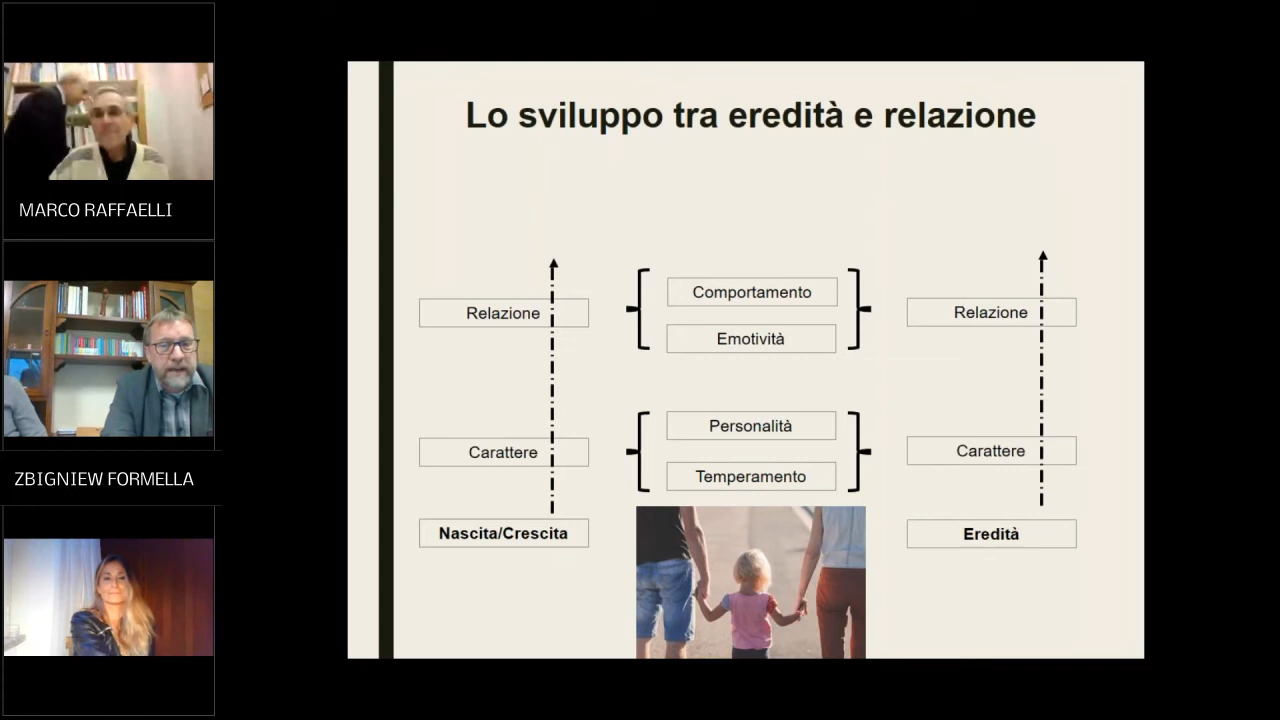 MARCO RAFFAELLI
ZBIGNIEW FORMELLA
Lo sviluppo tra eredità e relazione
Relazione
Carattere
Nascita/Crescita
Comportamento
Emotività
Personalità
Temperamento
Relazione
Carattere
Eredità